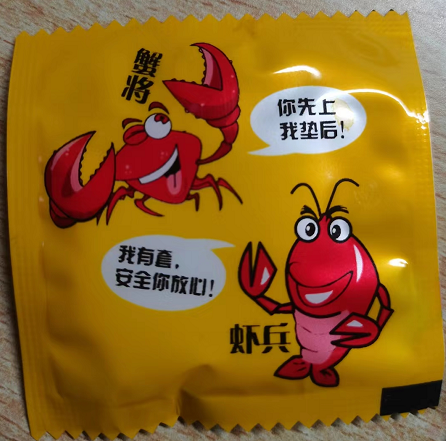 蟹将
你先上
我垫后!
我有套,
安全你放心!
虾兵